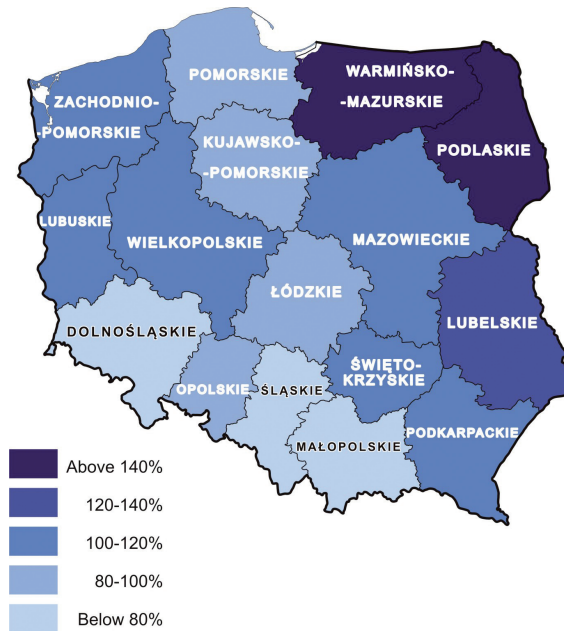 POMORSKIE
WARMIŃSKO-
-MAZURSKIE
ZACHODNIO-
-POMORSKIE
KUJAWSKO-
-POMORSKIE
PODLASKIE
LUBUSKIE
WIELKOPOLSKIE
MAZOWIECKIE
ŁÓDZKIE
LUBELSKIE
DOLNOŚLĄSKIE
OPOLSKIE
ŚLĄSKIE
ŚWIĘTO-
KRZYSKIE
MAŁOPOLSKIE
PODKARPACKIE
Above 140%
120-140%
100-120%
80-100%
Below 80%